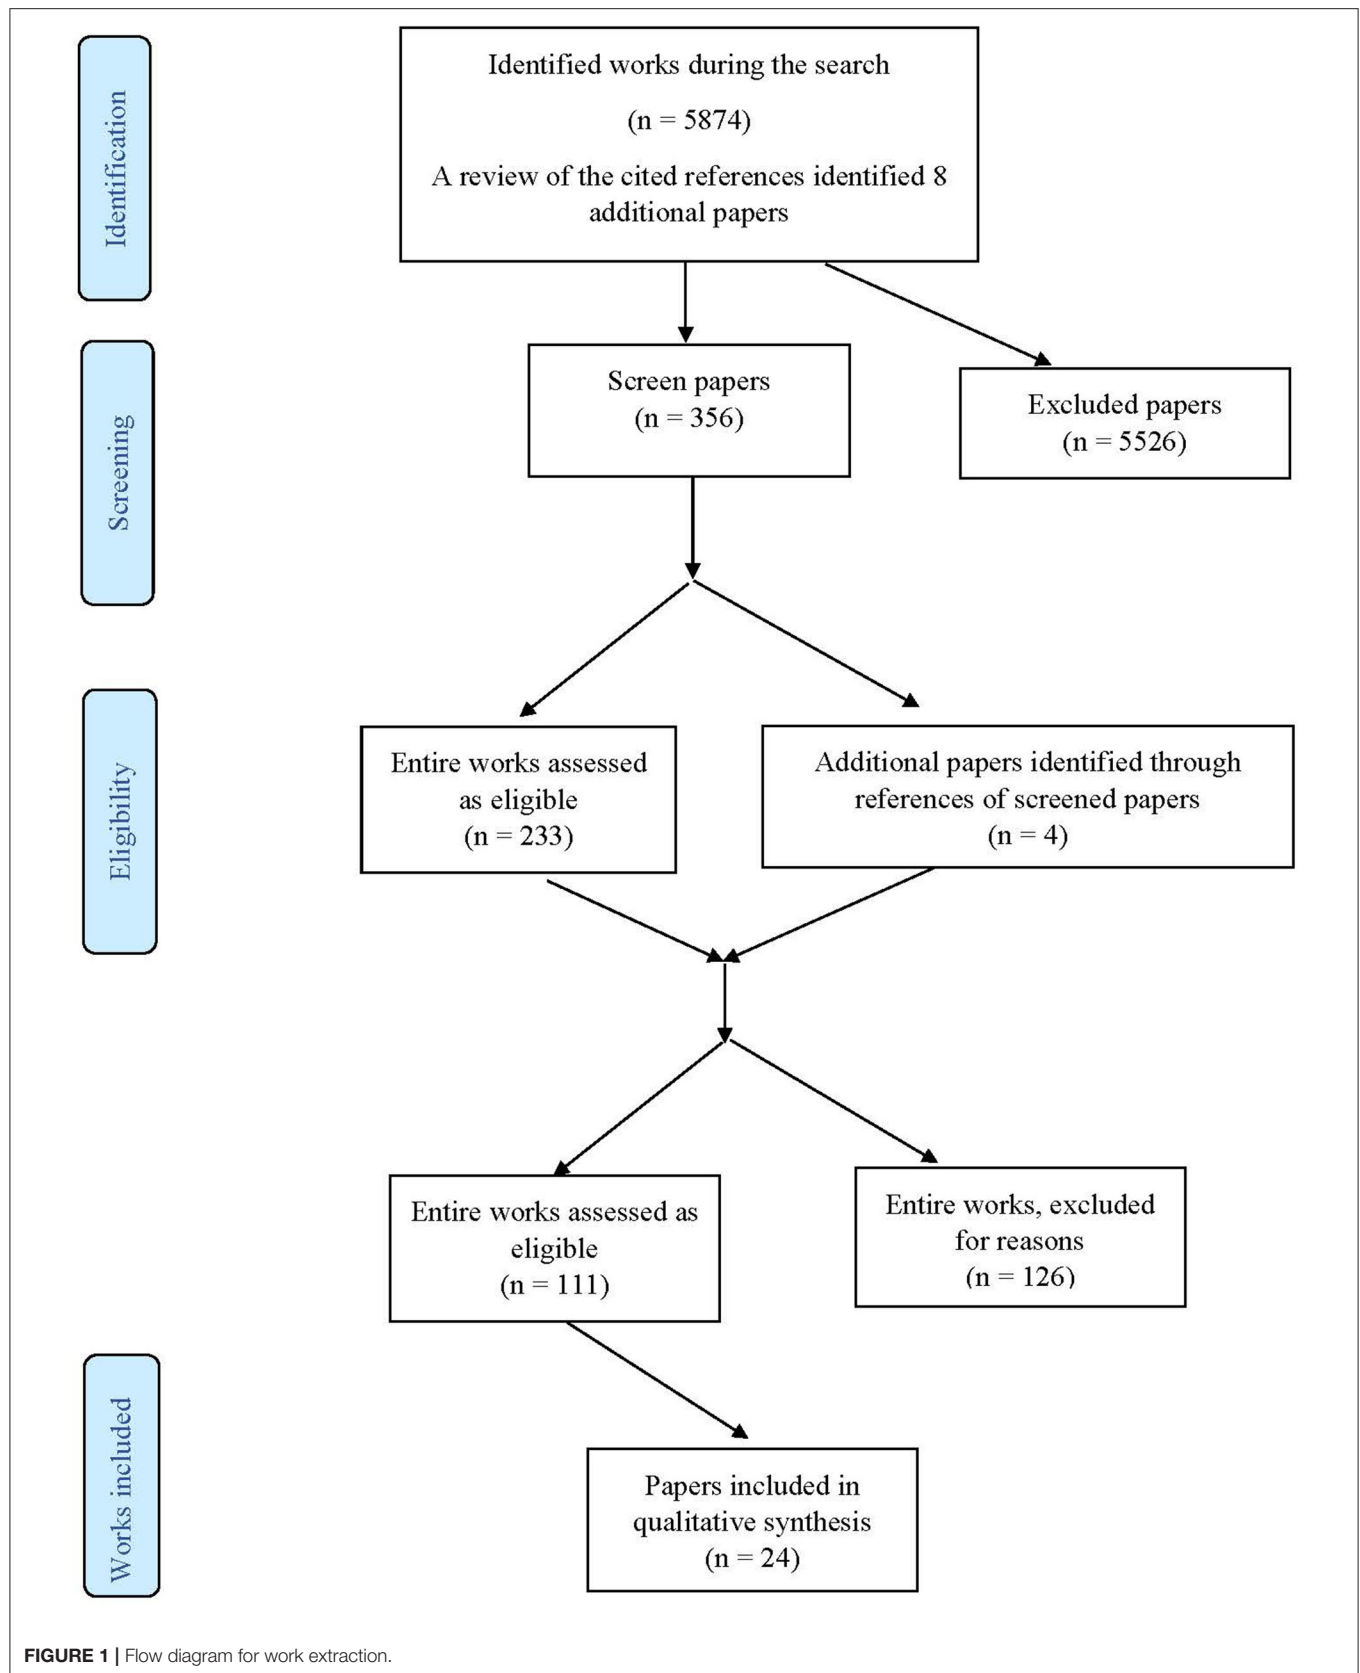 Identification
Identified works during the search
(n = 5874)
A review of the cited references identified 8
additional papers
Screening
Screen papers
(n = 356)
Excluded papers
(n = 5526)
Eligibility
Entire works assessed
as eligible
(n = 233)
Additional papers identified through
references of screened papers
(n = 4)
Entire works assessed as
eligible
(n = 111)
Entire works, excluded
for reasons
(n = 126)
Works included
Papers included in
qualitative synthesis
(n = 24)
FIGURE 1 | Flow diagram for work extraction.